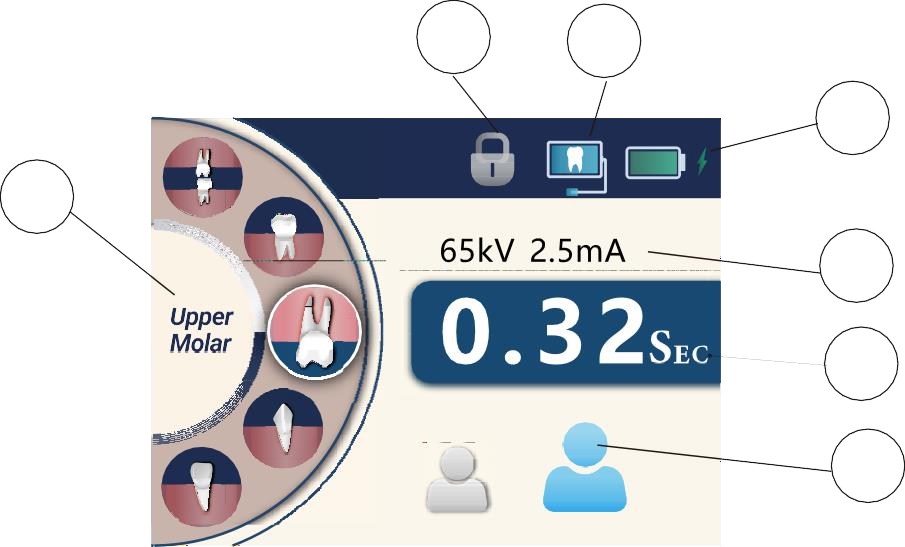 65kV 2.5mA
0.32SEC
Upper
Molar